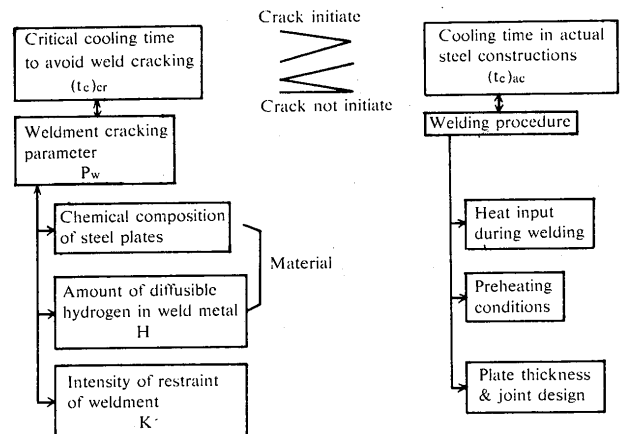 Crack initiate
Critical cooling time
to avoid weld cracking
(tc)cr
Crack not initiate
Cooling time in actual
steel constructions
(tc)ac
Weldment cracking
parameter
Pw
Welding procedure
Chemical composition
of steel plates
Amount of diffusible
hydrogen in weld metal
H
Material
Intensity of restraint
of weldment
K
Heat input
during welding
Preheating
conditions
Plate thickness
& joint design